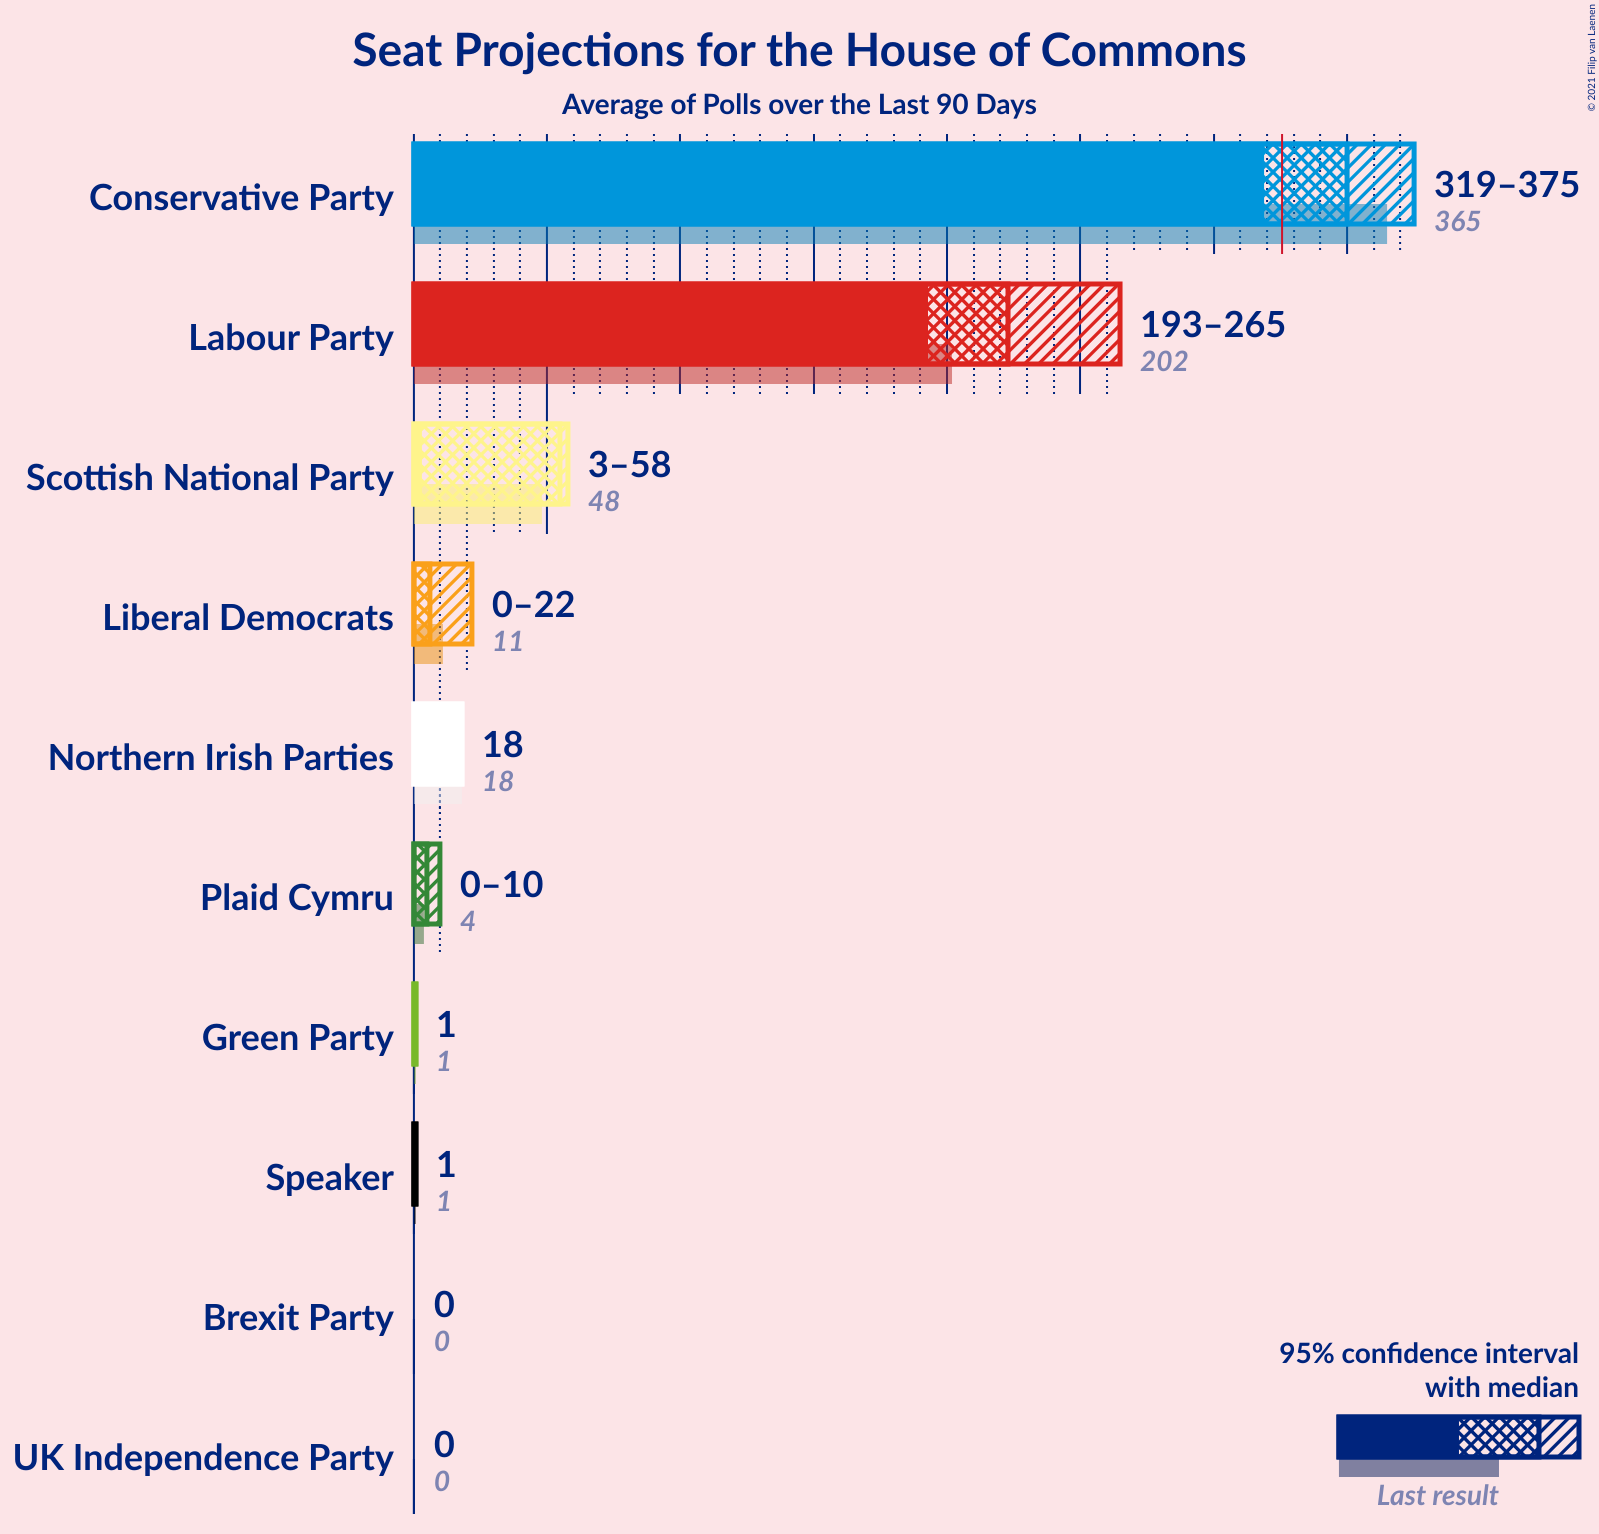 Seat Projections for the House of Commons
Average of Polls over the Last 90 Days
© 2021 Filip van Laenen
Conservative Party
319–375
365
Labour Party
193–265
202
Scottish National Party
3–58
48
Liberal Democrats
0–22
11
Northern Irish Parties
18
18
Plaid Cymru
0–10
4
Green Party
1
1
Speaker
1
1
Brexit Party
0
0
UK Independence Party
0
0
95% confidence interval
with median
Last result